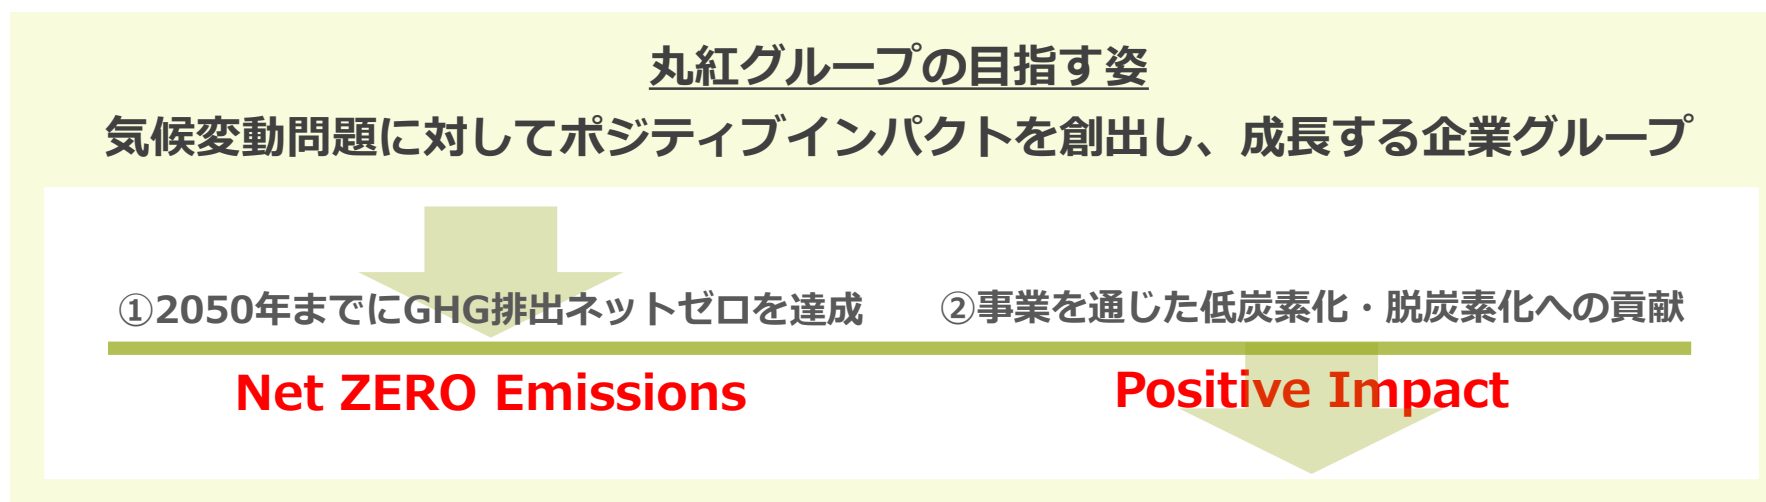 丸紅グループの目指す姿
気候変動問題に対してポジティブインパクトを創出し、成長する企業グループ
①2050年までにGHG排出ネットゼロを達成
②事業を通じた低炭素化・脱炭素化への貢献
Net ZERO Emissions
Positive Impact